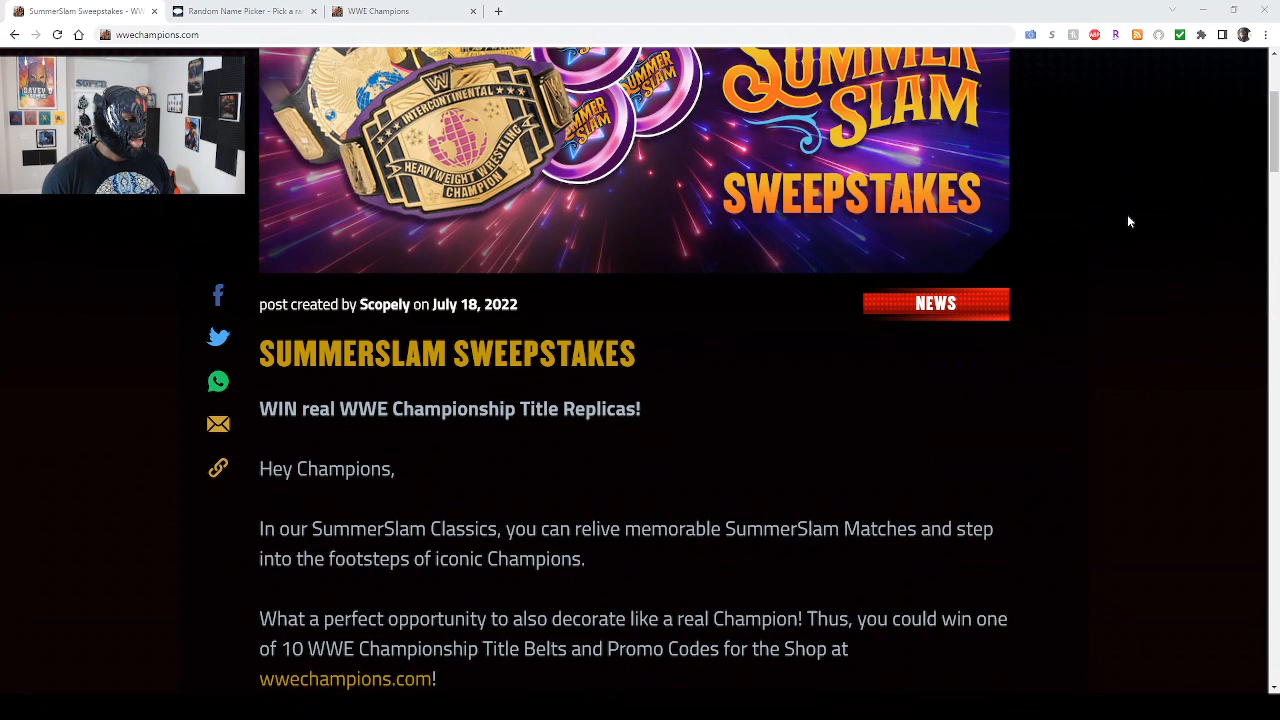 SummerSlam Sweepstakes - WW
Random Name Picker - Pick a ra
WWE Champions
wwechampions.com
SUMMER
SLAM
SWEEPSTAKES
W
INTERCONTINENTAL
HEAVYWEIGHT WRESTLING
CHAMPION
SUMMER
SLAM
SUMMER
SLAM
post created by Scopely on July 18, 2022
NEWS
SUMMERSLAM SWEEPSTAKES
WIN real WWE Championship Title Replicas!
Hey Champions,
In our SummerSlam Classics, you can relive memorable SummerSlam Matches and step
into the footsteps of iconic Champions.
What a perfect opportunity to also decorate like a real Champion! Thus, you could win one
of 10 WWE Championship Title Belts and Promo Codes for the Shop at
wwechampions.com!